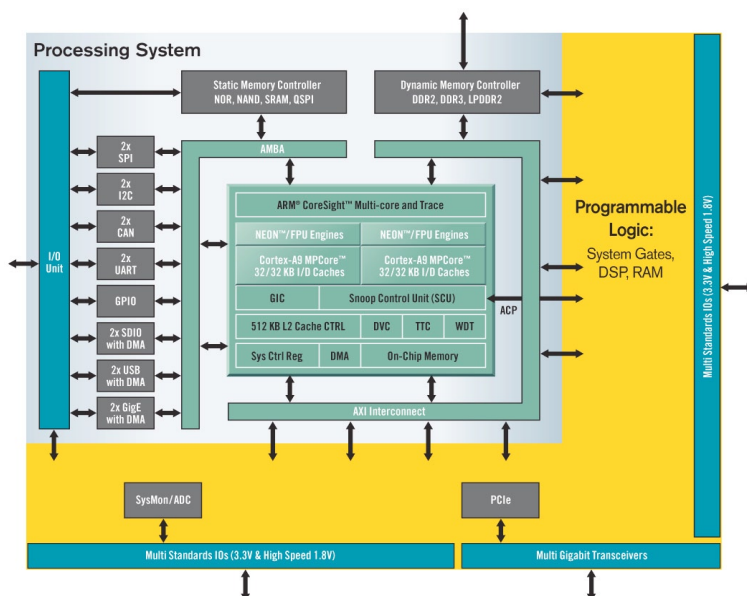 Processing System
Static Memory Controller
NOR, NAND, SRAM, QSPI
Dynamic Memory Controller
DDR2, DDR3, LPDDR2
AMBA
I/O
Unit
2x
SPI
2x
I2C
2x
CAN
2x
UART
GPIO
2x SDIO
with DMA
2x USB
with DMA
2x GigE
with DMA
ARM® CoreSight™ Multi-core and Trace
NEON™/FPU Engines
NEON™/FPU Engines
Cortex-A9 MPCore™
32/32 KB I/D Caches
Cortex-A9 MPCore™
32/32 KB I/D Caches
GIC
Snoop Control Unit (SCU)
512 KB L2 Cache CTRL
DVC
TTC
WDT
Sys Ctrl Reg
DMA
On-Chip Memory
ACP
AXI Interconnect
Programmable
Logic:
System Gates,
DSP, RAM
Multi Standards IOs (3.3V & High Speed 1.8V)
SysMon/ADC
PCIe
Multi Standards IOs (3.3V & High Speed 1.8V)
Multi Gigabit Transceivers